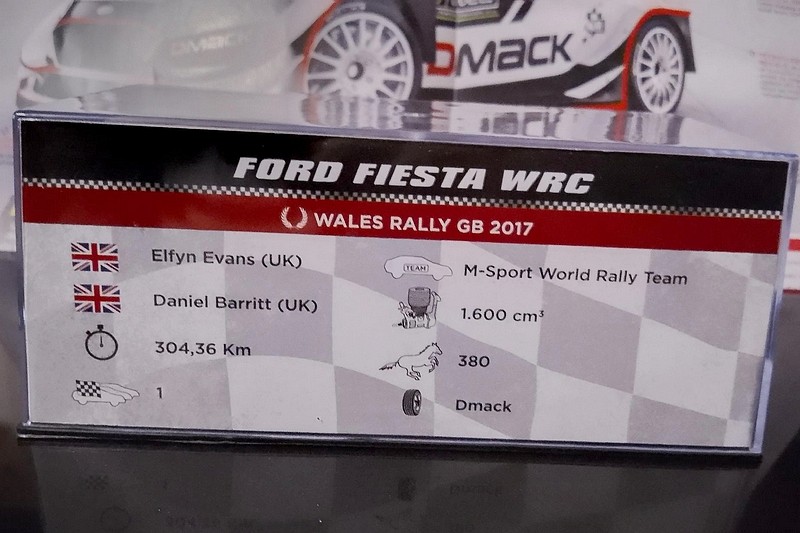 DMACK
FORD FIESTA WRC
WALES RALLY GB 2017
Elfyn Evans (UK)
Daniel Barritt (UK)
304,36 Km
1
TEAM
M-Sport World Rally Team
1.600 cm³
380
Dmack